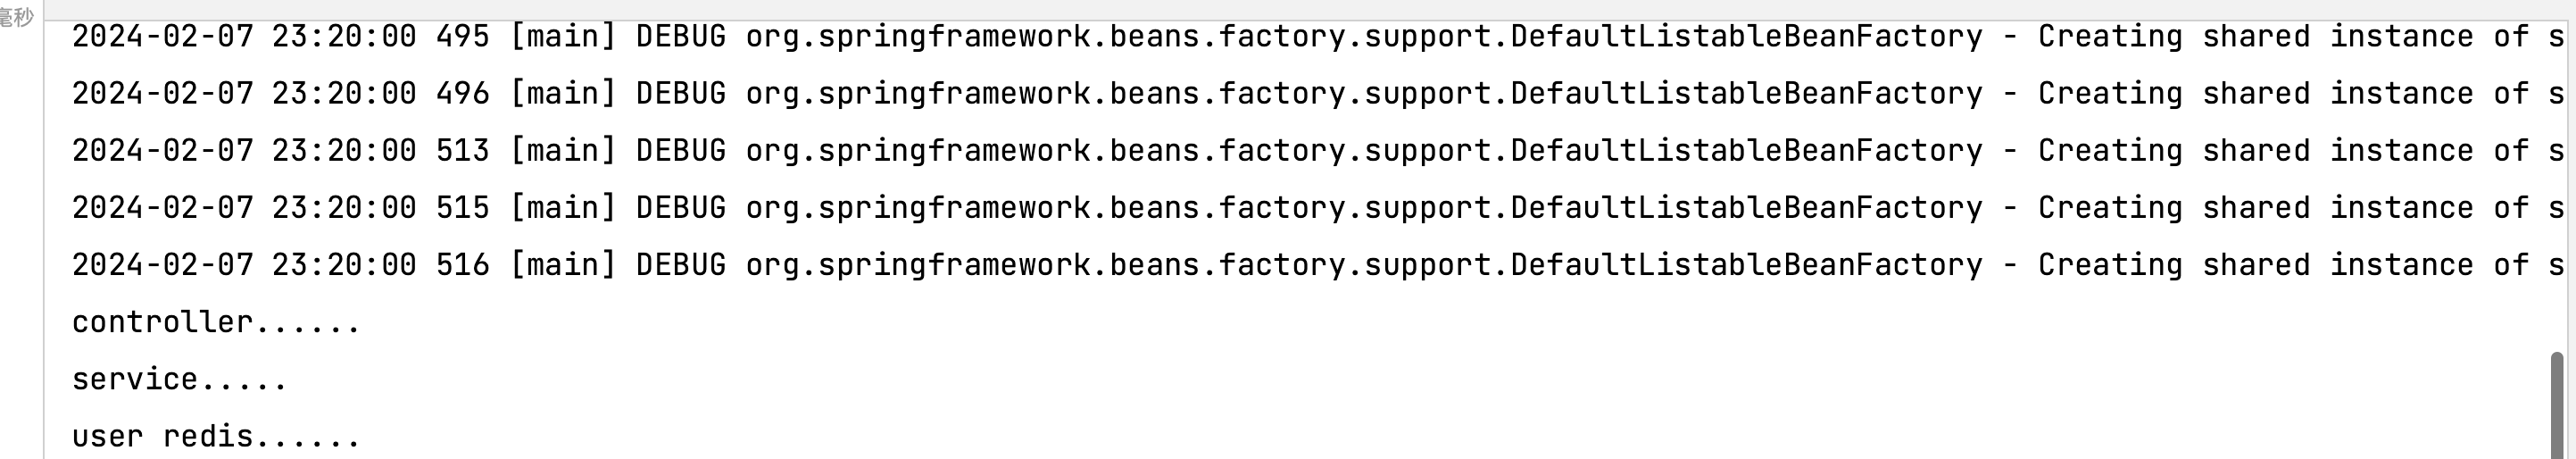 毫秒
2024-02-07 23:20:00 495 [main] DEBUG org.springframework.beans.factory.support.DefaultListableBeanFactory - Creating shared instance of s
2024-02-07 23:20:00 496 [main] DEBUG org.springframework.beans.factory.support.DefaultListableBeanFactory - Creating shared instance of s
2024-02-07 23:20:00 513 [main] DEBUG org.springframework.beans.factory.support.DefaultListableBeanFactory - Creating shared instance of s
2024-02-07 23:20:00 515 [main] DEBUG org.springframework.beans.factory.support.DefaultListableBeanFactory - Creating shared instance of s
2024-02-07 23:20:00 516 [main] DEBUG org.springframework.beans.factory.support.DefaultListableBeanFactory - Creating shared instance of s
controller......
service.....
user redis......